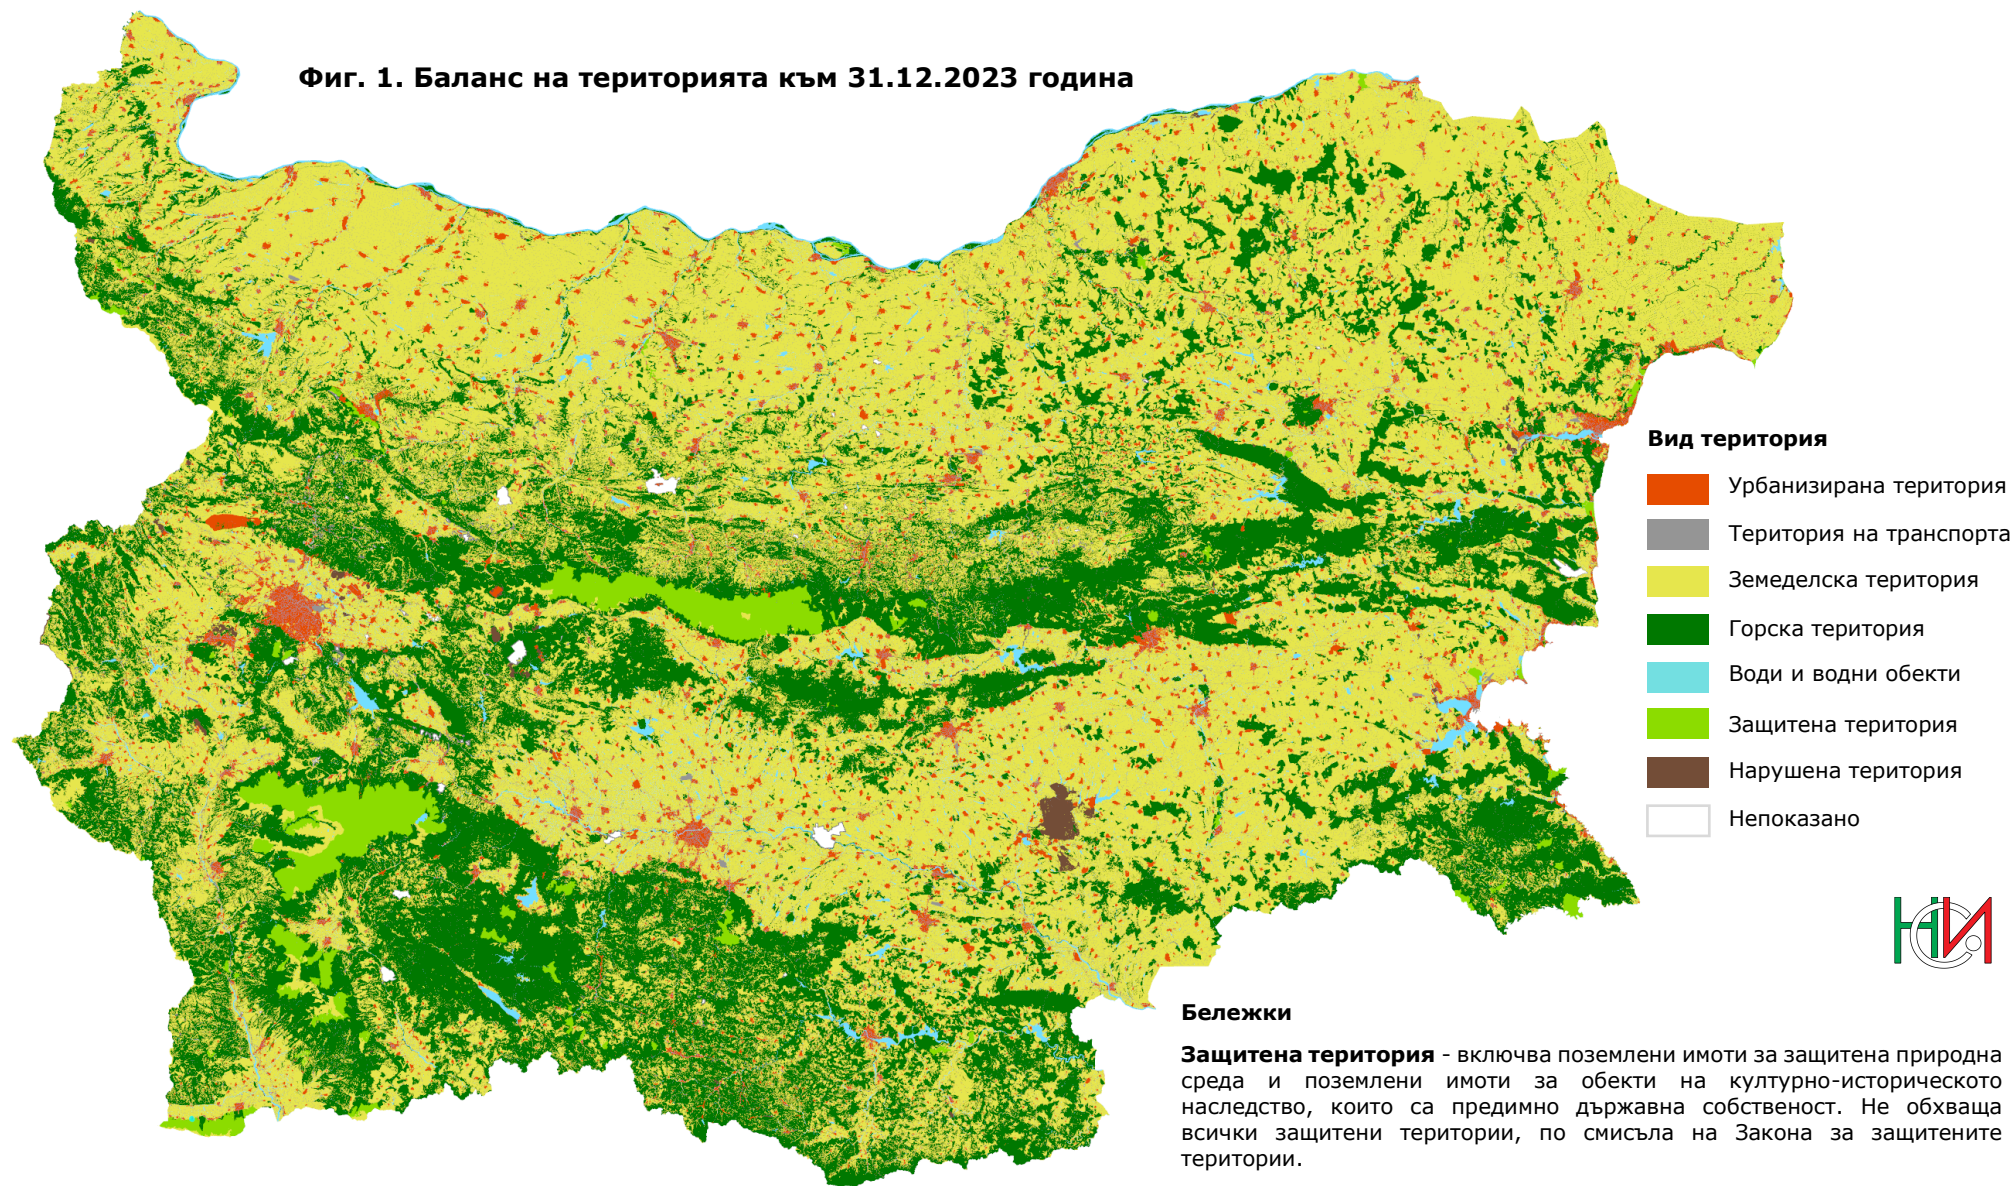 Фиг. 1. Баланс на територията към 31.12.2023 година
Вид територия
Урбанизирана територия
Територия на транспорта
Земеделска територия
Горска територия
Води и водни обекти
Защитена територия
Нарушена територия
Непоказано
НСИ
Бележки
Защитена територия - включва поземлени имоти за защитена природна
среда и поземлени имоти за обекти на културно-историческото
наследство, които са предимно държавна собственост. Не обхваща
всички защитени територии, по смисъла на Закона за защитените
територии.